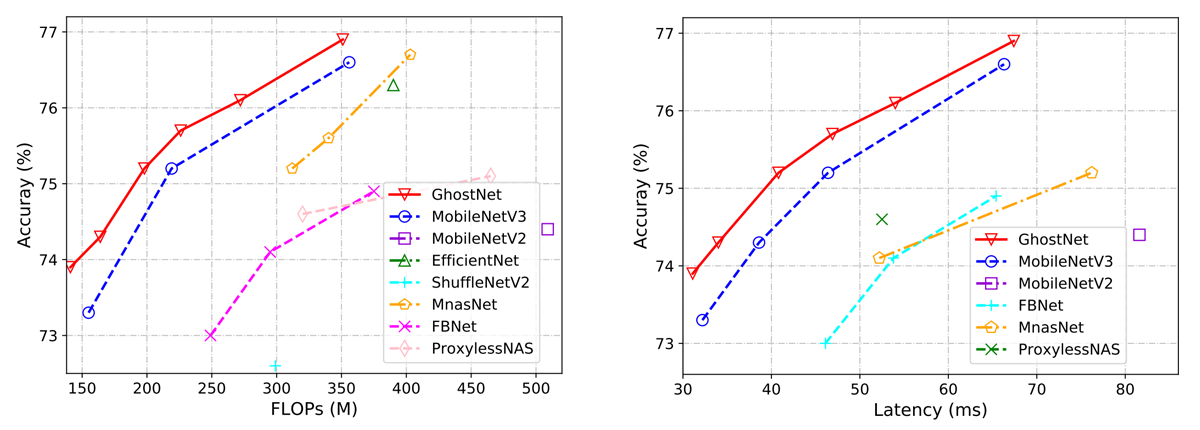 77
76
75
74
73
Accuray (%)
150 200 250 300 350 400 450 500
FLOPs (M)
GhostNet
MobileNetV3
MobileNetV2
EfficientNet
ShuffleNetV2
MnasNet
FBNet
ProxylessNAS
77
76
75
74
73
Accuray (%)
30 40 50 60 70 80
Latency (ms)
GhostNet
MobileNetV3
MobileNetV2
FBNet
MnasNet
ProxylessNAS